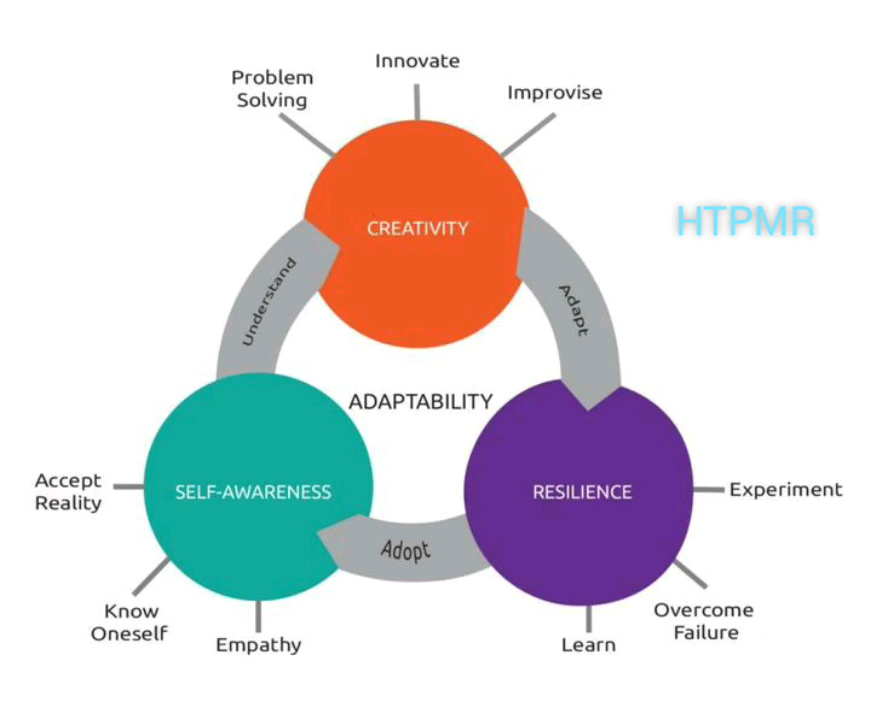 Innovate
Problem
Solving
Improvise
CREATIVITY
HTPMR
Understand
Adapt
ADAPTABILITY
Accept
Reality
SELF-AWARENESS
RESILIENCE
Experiment
Adopt
Know
Oneself
Empathy
Learn
Overcome
Failure